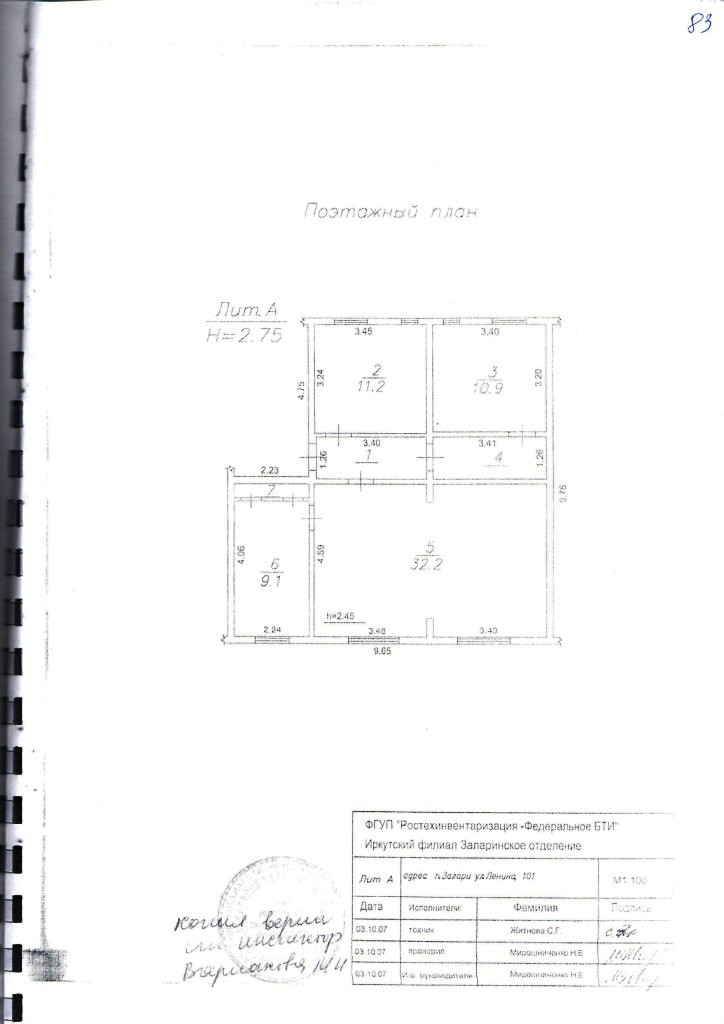 83
Поэтажный план
Лит. А
H=2.75
3.45
3.40
4.75
3.24
2
11.2
3
10.9
3.20
3.40
3.41
1.26
1
4
1.26
2.23
7
9.75
4.06
6
9.1
4.59
5
32.2
h=2.45
2.24
3.48
3.43
9.65
ФГУП "Ростехинвентаризация -Федеральное БТИ"
Иркутский филиал Заларинское отделение
Лит А
адрес п.Залари ул.Ленина, 101
М1:100
Дата
Исполнители:
Фамилия
Подпись
03.10.07
техник
Житнова С.Г.
03.10.07
проверил
Мирошниченко Н.Е
03.10.07
И.о. руководителя
Мирошниченко Н.Е
копия верна
инспектор